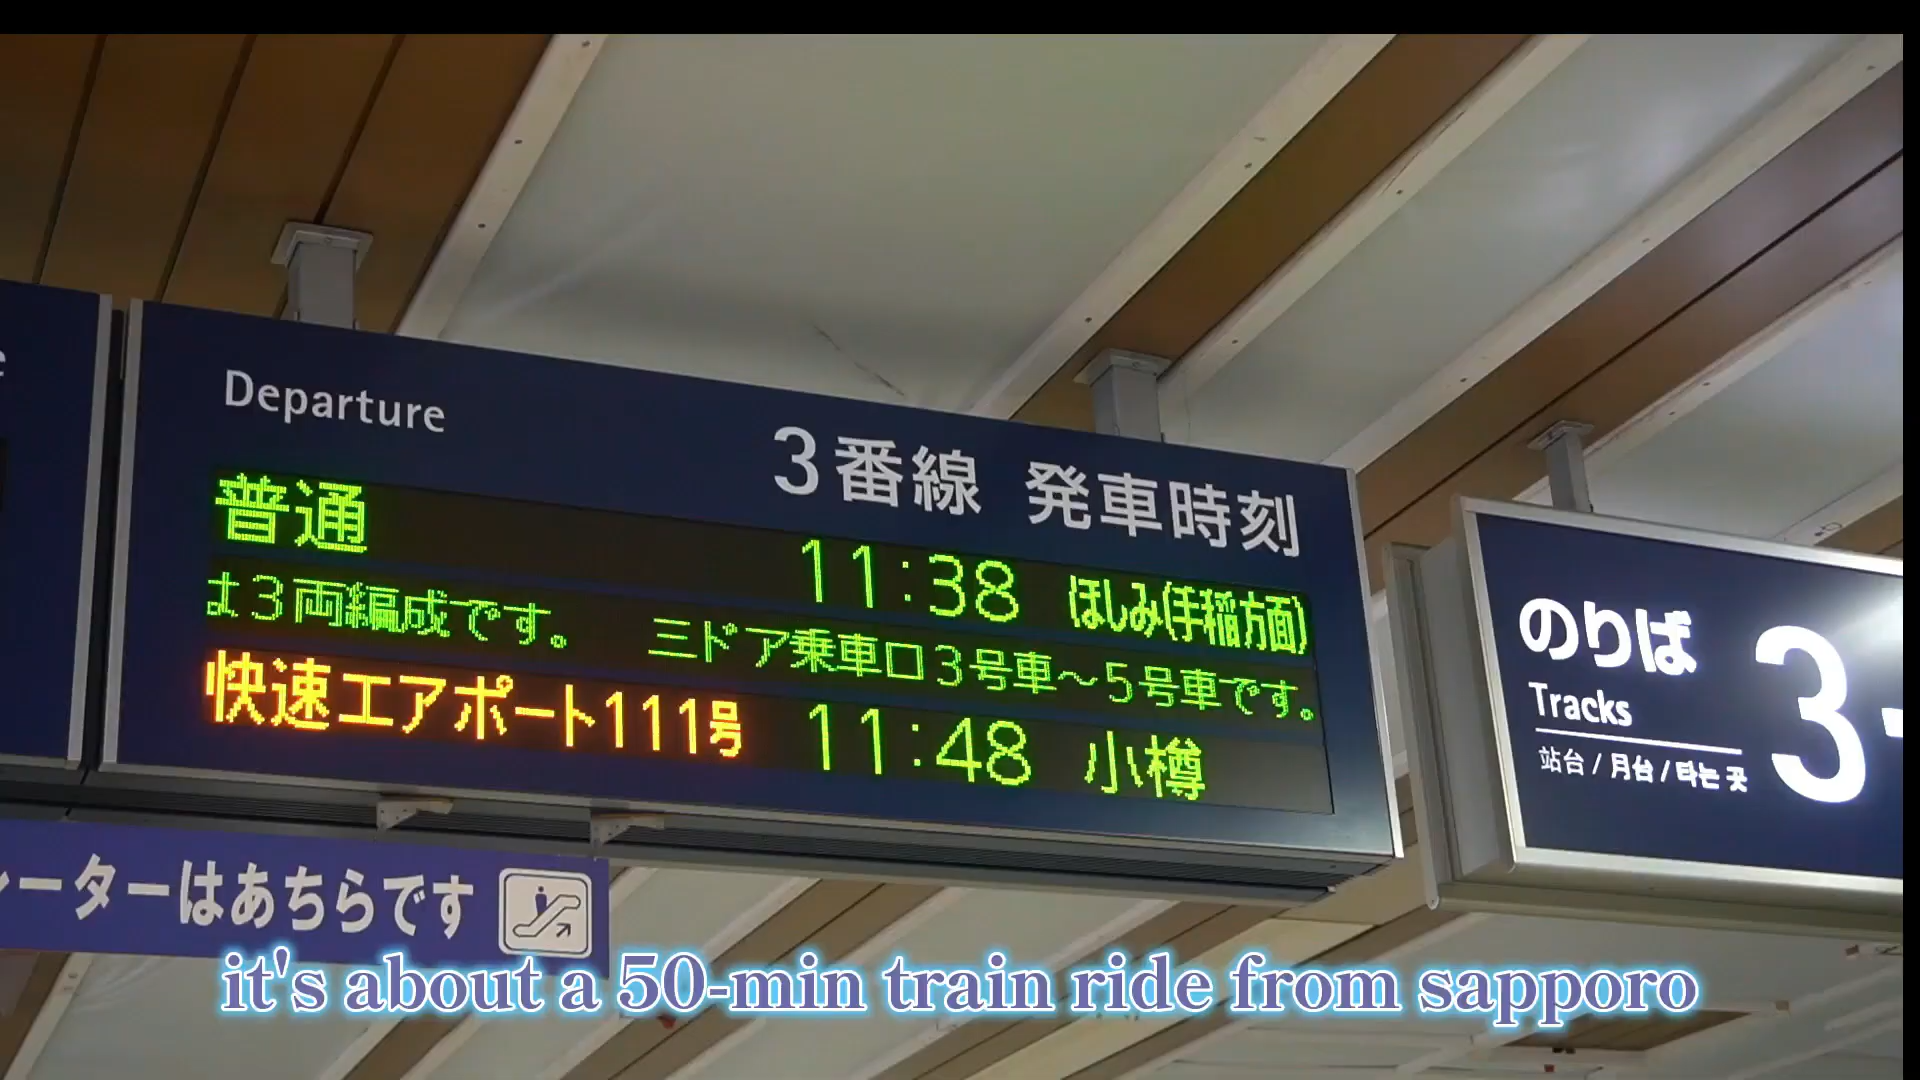 Departure
3番線 発車時刻
普通 11:38 ほしみ(手稲方面)
は3両編成です。 三ドア乗車口3号車〜5号車です。
快速エアポート111号 11:48 小樽
のりば
Tracks
站台 / 月台 / 타는 곳
3
ーターはあちらです
it's about a 50-min train ride from sapporo